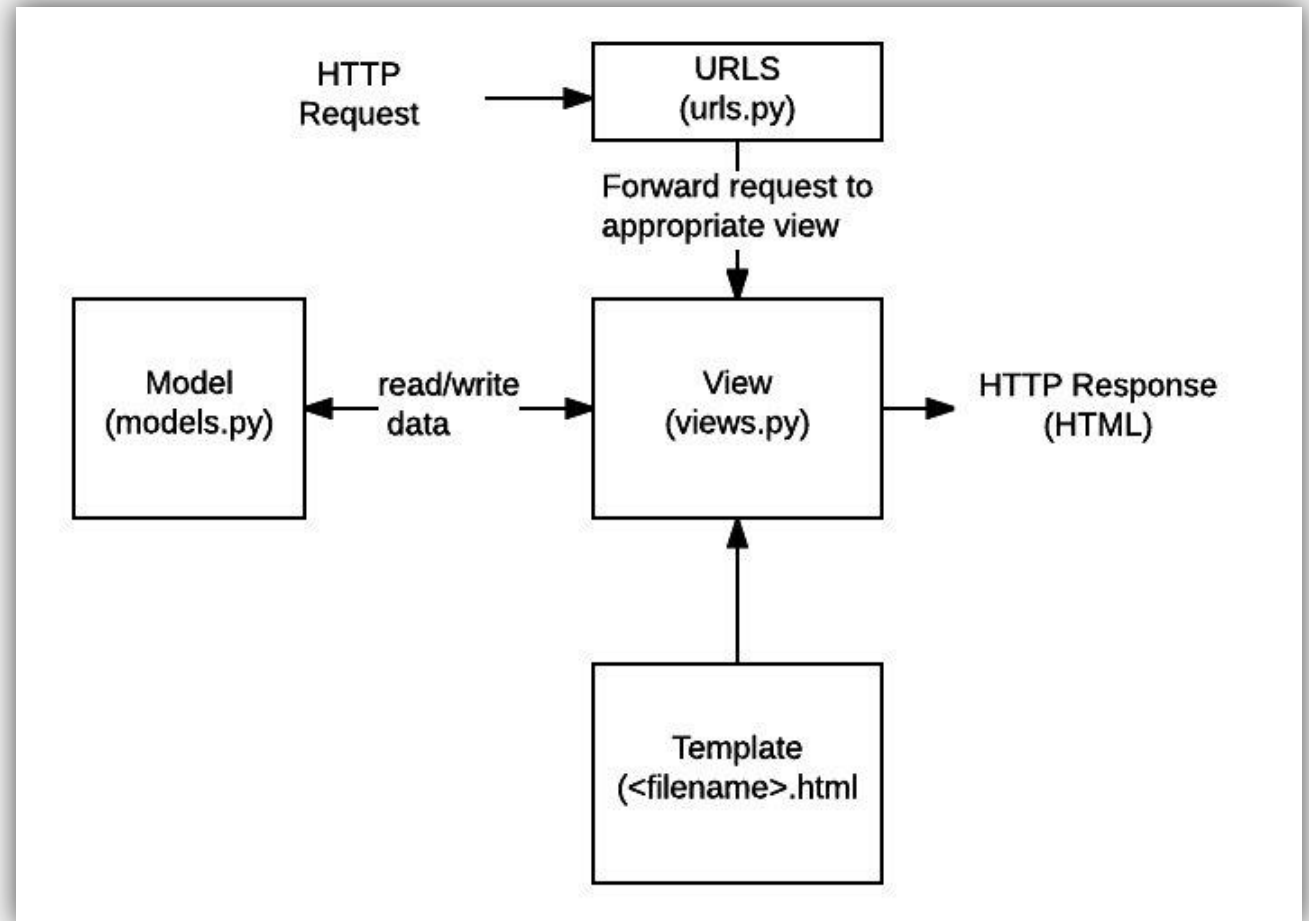 HTTP
Request
URLS
(urls.py)
Forward request to
appropriate view
Model
(models.py)
read/write
data
View
(views.py)
HTTP Response
(HTML)
Template
(<filename>.html